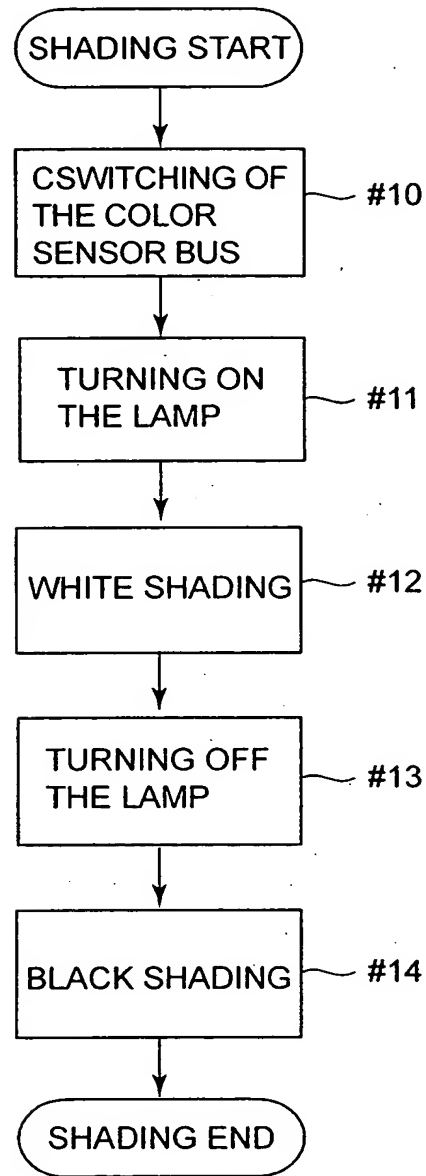 SHADING START
CSWITCHING OF
THE COLOR
SENSOR BUS
#10
TURNING ON
THE LAMP
#11
WHITE SHADING
#12
TURNING OFF
THE LAMP
#13
BLACK SHADING
#14
SHADING END